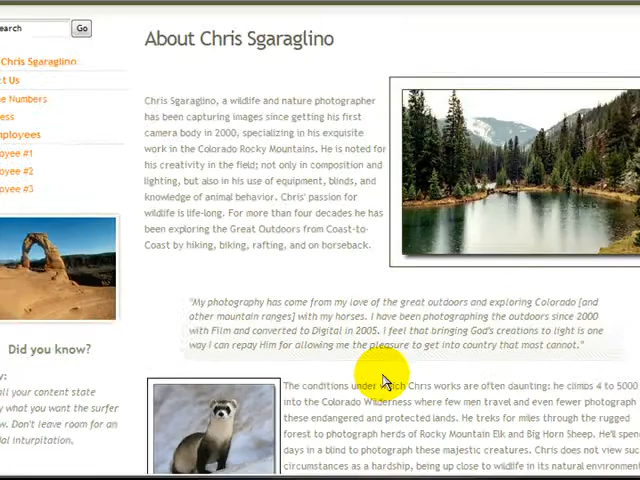 earch
Go
About Chris Sgaraglino
Chris Sgaraglino
t Us
e Numbers
ess
mployees
oyee #1
oyee #2
oyee #3
Chris Sgaraglino, a wildlife and nature photographer
has been capturing images since getting his first
camera body in 2000, specializing in his exquisite
work in the Colorado Rocky Mountains. He is noted for
his creativity in the field; not only in composition and
lighting, but also in his use of equipment, blinds, and
knowledge of animal behavior. Chris' passion for
wildlife is life-long. For more than four decades he has
been exploring the Great Outdoors from Coast-to-
Coast by hiking, biking, rafting, and on horseback.
"My photography has come from my love of the great outdoors and exploring Colorado [and
other mountain ranges] with my horses. I have been photographing the outdoors since 2000
with Film and converted to Digital in 2005. I feel that bringing God's creations to light is one
way I can repay Him for allowing me the pleasure to get into country that most cannot."
Did you know?
y:
all your content state
y what you want the surfer
w. Don't leave room for an
dal inturpitation,
The conditions under which Chris works are often daunting: he climbs 4 to 5000
into the Colorado Wilderness where few men travel and even fewer photograph
these endangered and protected lands. He treks for miles through the rugged
forest to photograph herds of Rocky Mountain Elk and Big Horn Sheep. He'll spen
days in a blind to photograph these majestic creatures. Chris does not view suc
circumstances as a hardship, being up close to wildlife in its natural environmen